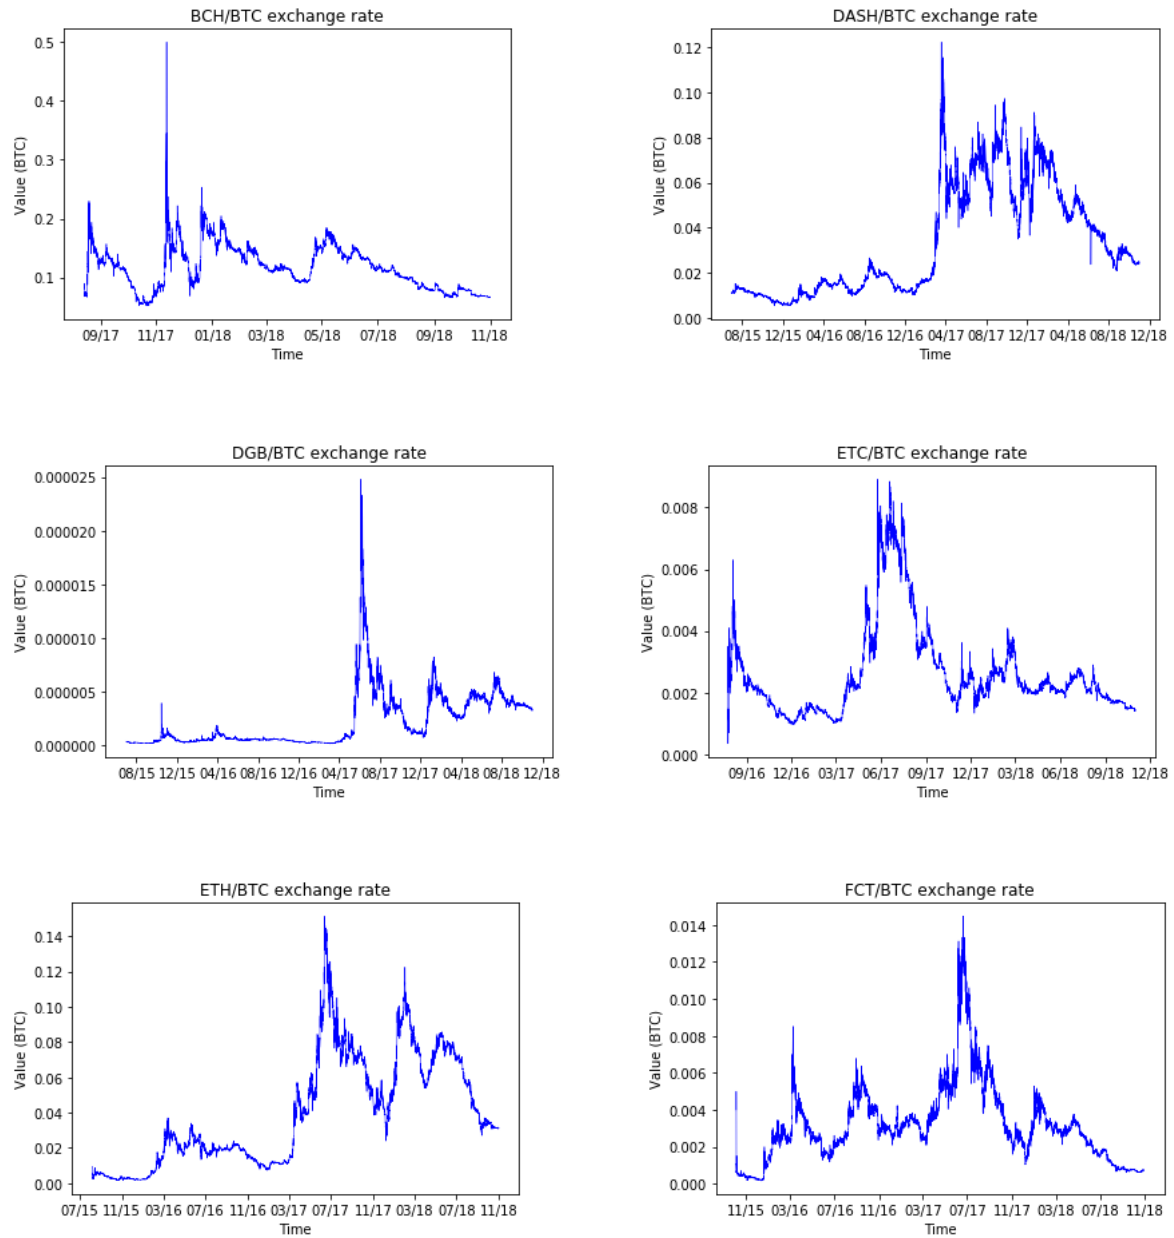 BCH/BTC exchange rate
0.5
0.4
0.3
0.2
0.1
Value (BTC)
09/17 11/17 01/18 03/18 05/18 07/18 09/18 11/18
Time
DASH/BTC exchange rate
0.12
0.10
0.08
0.06
0.04
0.02
0.00
Value (BTC)
08/15 12/15 04/16 08/16 12/16 04/17 08/17 12/17 04/18 08/18 12/18
Time
DGB/BTC exchange rate
0.000025
0.000020
0.000015
0.000010
0.000005
0.000000
Value (BTC)
08/15 12/15 04/16 08/16 12/16 04/17 08/17 12/17 04/18 08/18 12/18
Time
ETC/BTC exchange rate
0.008
0.006
0.004
0.002
0.000
Value (BTC)
09/16 12/16 03/17 06/17 09/17 12/17 03/18 06/18 09/18 12/18
Time
ETH/BTC exchange rate
0.14
0.12
0.10
0.08
0.06
0.04
0.02
0.00
Value (BTC)
07/15 11/15 03/16 07/16 11/16 03/17 07/17 11/17 03/18 07/18 11/18
Time
FCT/BTC exchange rate
0.014
0.012
0.010
0.008
0.006
0.004
0.002
0.000
Value (BTC)
11/15 03/16 07/16 11/16 03/17 07/17 11/17 03/18 07/18 11/18
Time